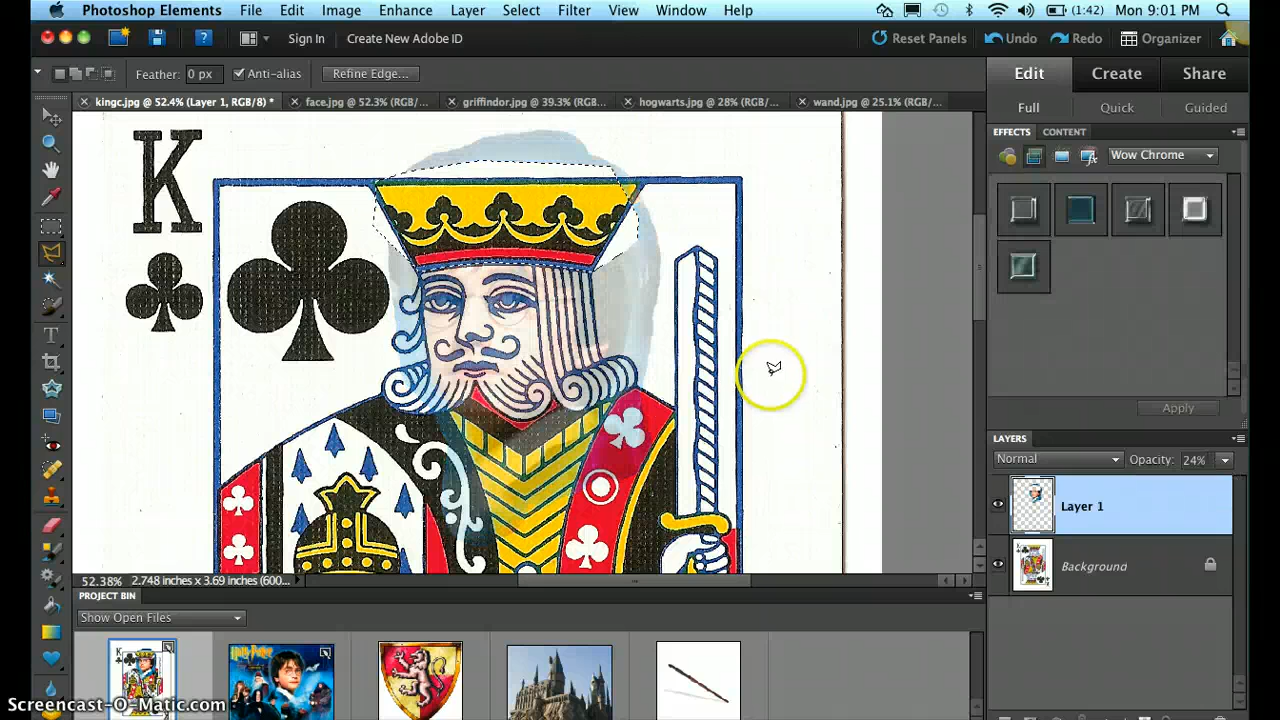 Photoshop Elements File Edit Image Enhance Layer Select Filter View Window Help (1:42) Mon 9:01 PM
Sign In Create New Adobe ID Reset Panels Undo Redo Organizer
Feather: 0 px Anti-alias Refine Edge... Edit Create Share
kingc.jpg @ 52.4% (Layer 1, RGB/8) * face.jpg @ 52.3% (RGB/... griffindor.jpg @ 39.3% (RGB... hogwarts.jpg @ 28% (RGB/... wand.jpg @ 25.1% (RGB/...
Full Quick Guided
EFFECTS CONTENT
Wow Chrome
K
Apply
LAYERS
Normal Opacity: 24%
Layer 1
Background
52.38% 2.748 inches x 3.69 inches (600...
PROJECT BIN
Show Open Files
K
Harry Potter
Screencast-O-Matic.com